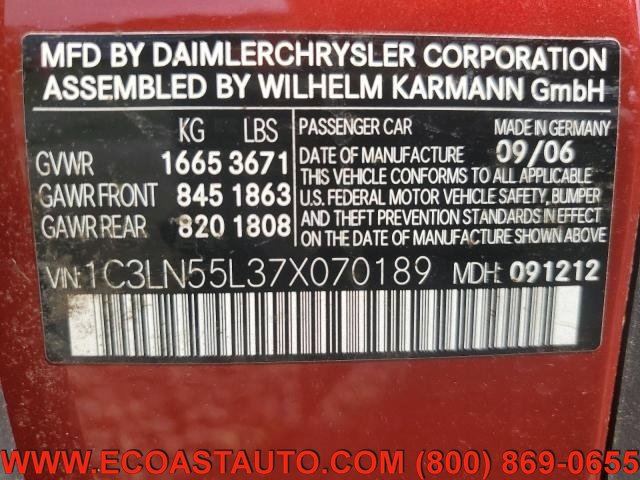 MFD BY DAIMLERCHRYSLER CORPORATION
ASSEMBLED BY WILHELM KARMANN GmbH
KG LBS
GVWR 1665 3671
GAWR FRONT 845 1863
GAWR REAR 820 1808
PASSENGER CAR MADE IN GERMANY
DATE OF MANUFACTURE 09/06
THIS VEHICLE CONFORMS TO ALL APPLICABLE
U.S. FEDERAL MOTOR VEHICLE SAFETY, BUMPER
AND THEFT PREVENTION STANDARDS IN EFFECT
ON THE DATE OF MANUFACTURE SHOWN ABOVE.
VIN: 1C3LN55L37X070189 MDH: 091212
WWW.ECOASTAUTO.COM (800) 869-0655